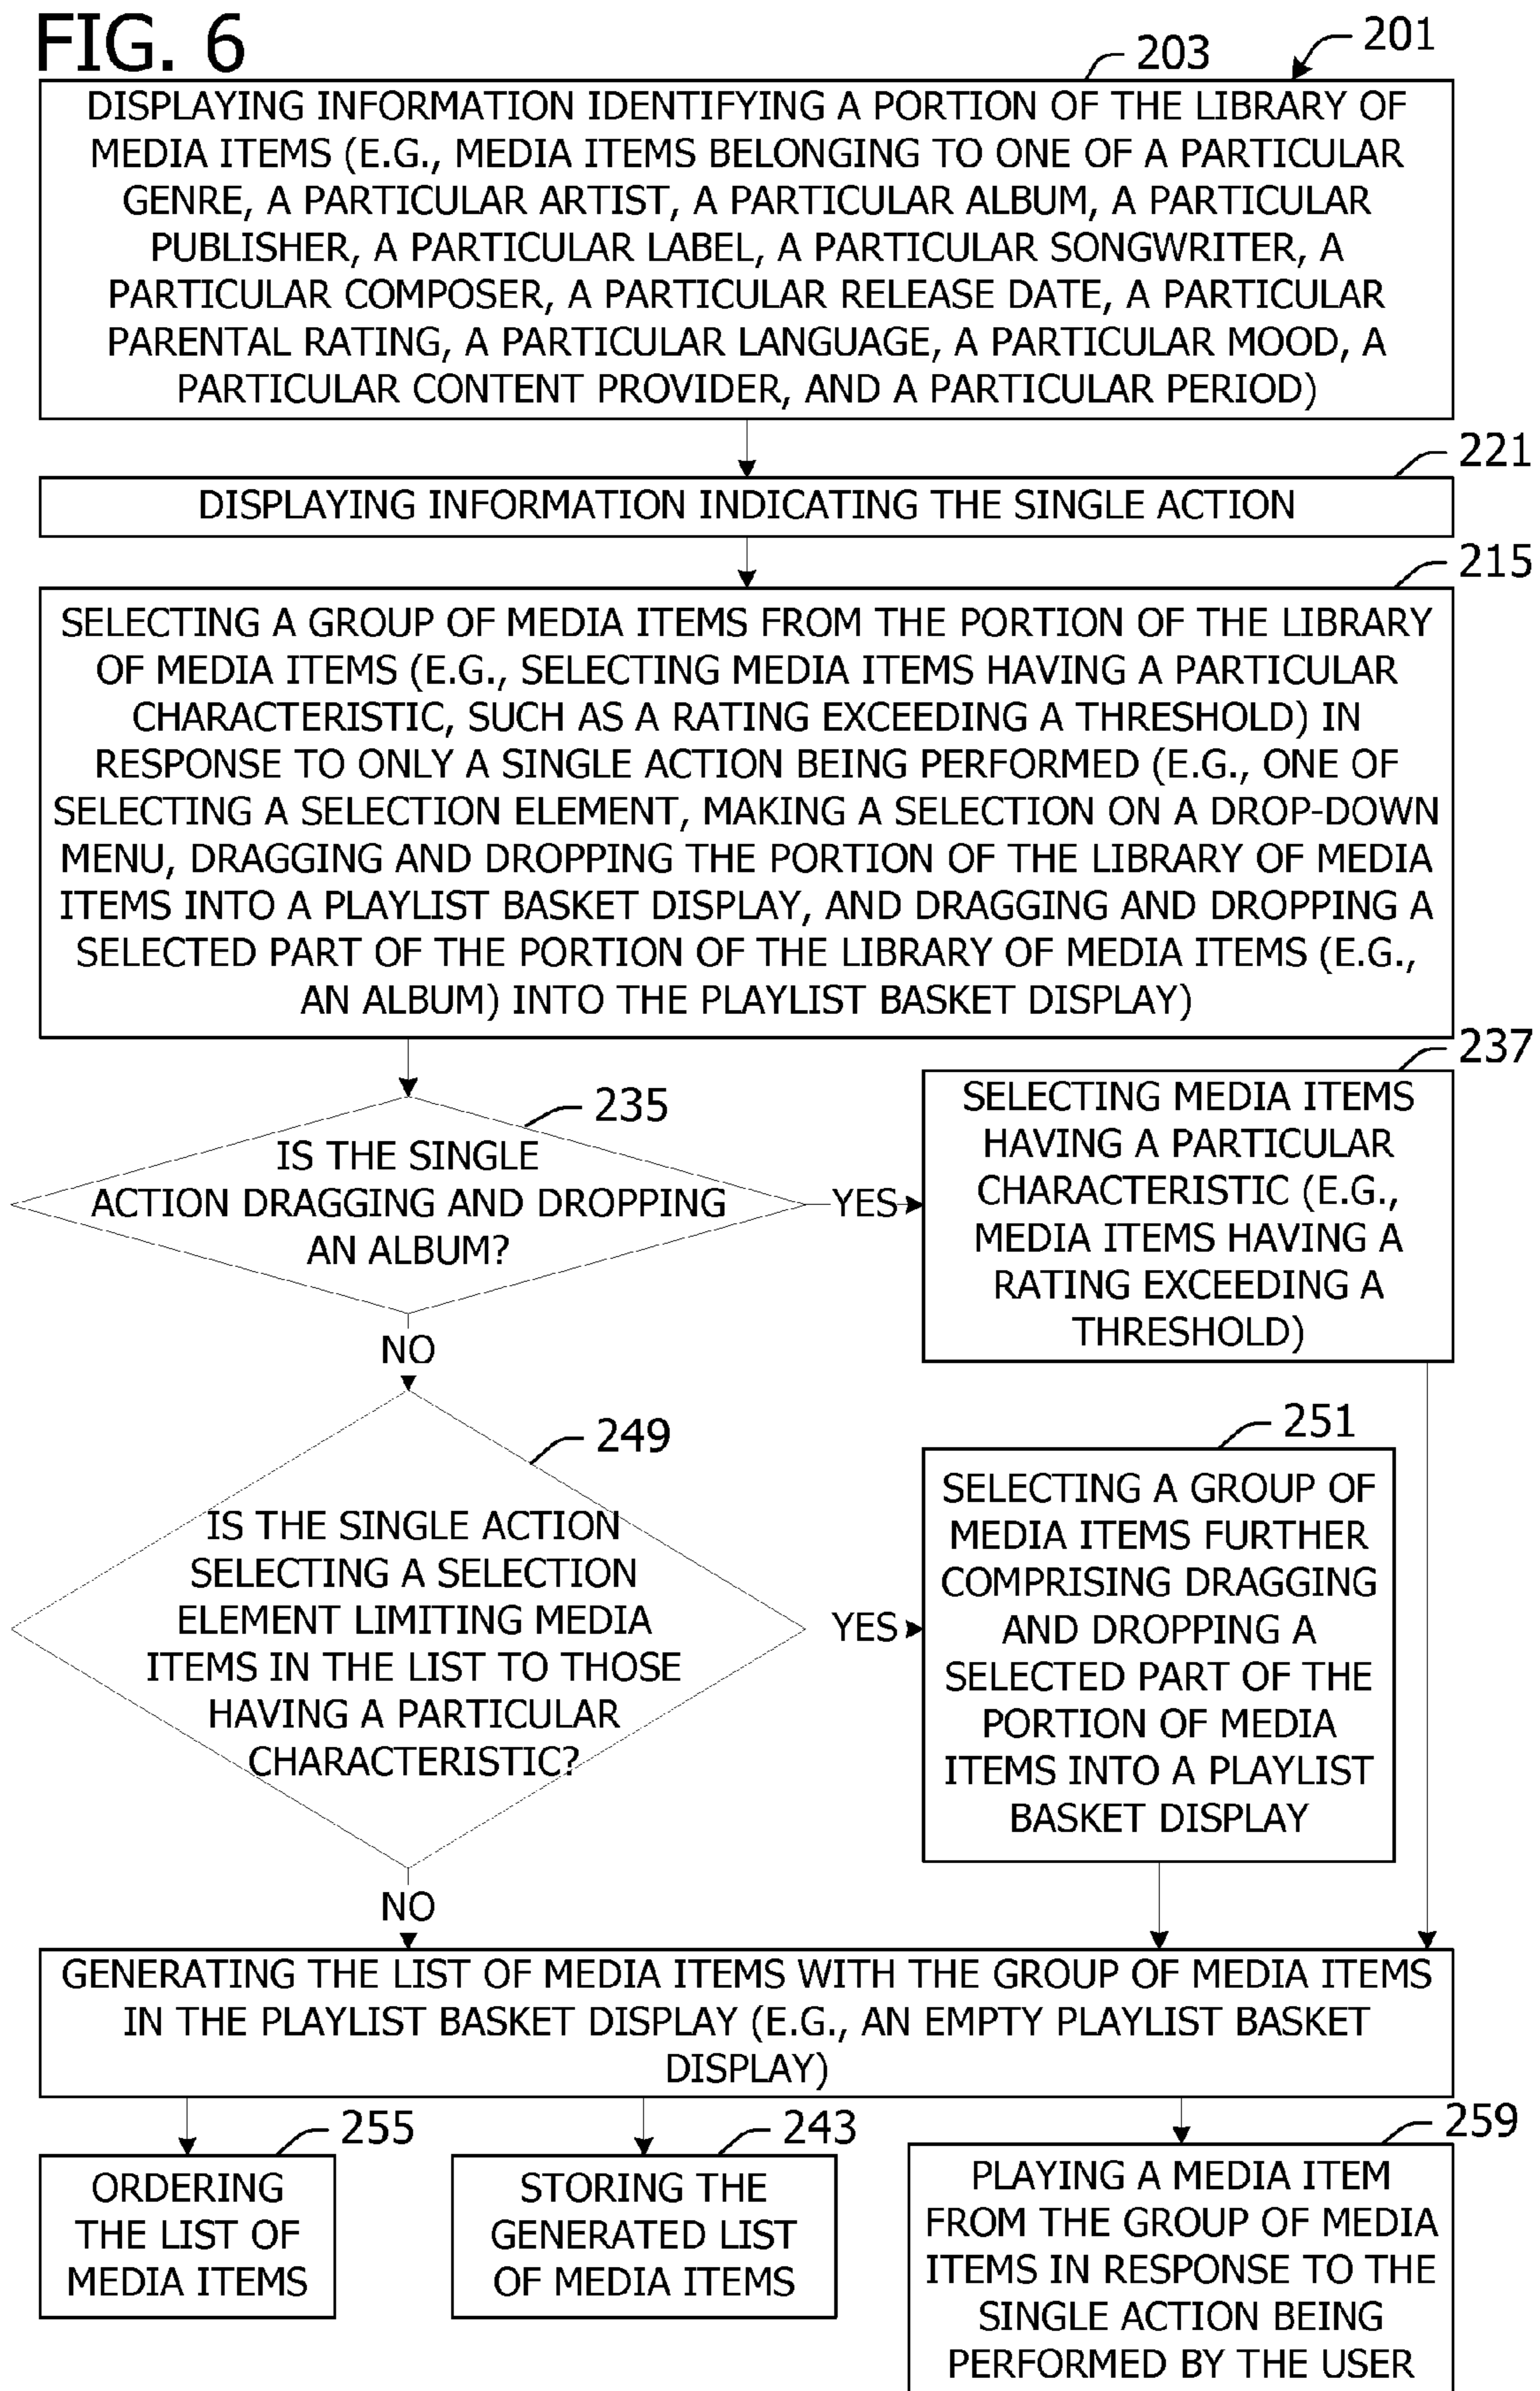 FIG. 6
201
203
DISPLAYING INFORMATION IDENTIFYING A PORTION OF THE LIBRARY OF
MEDIA ITEMS (E.G., MEDIA ITEMS BELONGING TO ONE OF A PARTICULAR
GENRE, A PARTICULAR ARTIST, A PARTICULAR ALBUM, A PARTICULAR
PUBLISHER, A PARTICULAR LABEL, A PARTICULAR SONGWRITER, A
PARTICULAR COMPOSER, A PARTICULAR RELEASE DATE, A PARTICULAR
PARENTAL RATING, A PARTICULAR LANGUAGE, A PARTICULAR MOOD, A
PARTICULAR CONTENT PROVIDER, AND A PARTICULAR PERIOD)
221
DISPLAYING INFORMATION INDICATING THE SINGLE ACTION
215
SELECTING A GROUP OF MEDIA ITEMS FROM THE PORTION OF THE LIBRARY
OF MEDIA ITEMS (E.G., SELECTING MEDIA ITEMS HAVING A PARTICULAR
CHARACTERISTIC, SUCH AS A RATING EXCEEDING A THRESHOLD) IN
RESPONSE TO ONLY A SINGLE ACTION BEING PERFORMED (E.G., ONE OF
SELECTING A SELECTION ELEMENT, MAKING A SELECTION ON A DROP-DOWN
MENU, DRAGGING AND DROPPING THE PORTION OF THE LIBRARY OF MEDIA
ITEMS INTO A PLAYLIST BASKET DISPLAY, AND DRAGGING AND DROPPING A
SELECTED PART OF THE PORTION OF THE LIBRARY OF MEDIA ITEMS (E.G.,
AN ALBUM) INTO THE PLAYLIST BASKET DISPLAY)
235
IS THE SINGLE
ACTION DRAGGING AND DROPPING
AN ALBUM?
YES
NO
237
SELECTING MEDIA ITEMS
HAVING A PARTICULAR
CHARACTERISTIC (E.G.,
MEDIA ITEMS HAVING A
RATING EXCEEDING A
THRESHOLD)
249
IS THE SINGLE ACTION
SELECTING A SELECTION
ELEMENT LIMITING MEDIA
ITEMS IN THE LIST TO THOSE
HAVING A PARTICULAR
CHARACTERISTIC?
YES
NO
251
SELECTING A GROUP OF
MEDIA ITEMS FURTHER
COMPRISING DRAGGING
AND DROPPING A
SELECTED PART OF THE
PORTION OF MEDIA
ITEMS INTO A PLAYLIST
BASKET DISPLAY
GENERATING THE LIST OF MEDIA ITEMS WITH THE GROUP OF MEDIA ITEMS
IN THE PLAYLIST BASKET DISPLAY (E.G., AN EMPTY PLAYLIST BASKET
DISPLAY)
255
ORDERING
THE LIST OF
MEDIA ITEMS
243
STORING THE
GENERATED LIST
OF MEDIA ITEMS
259
PLAYING A MEDIA ITEM
FROM THE GROUP OF MEDIA
ITEMS IN RESPONSE TO THE
SINGLE ACTION BEING
PERFORMED BY THE USER